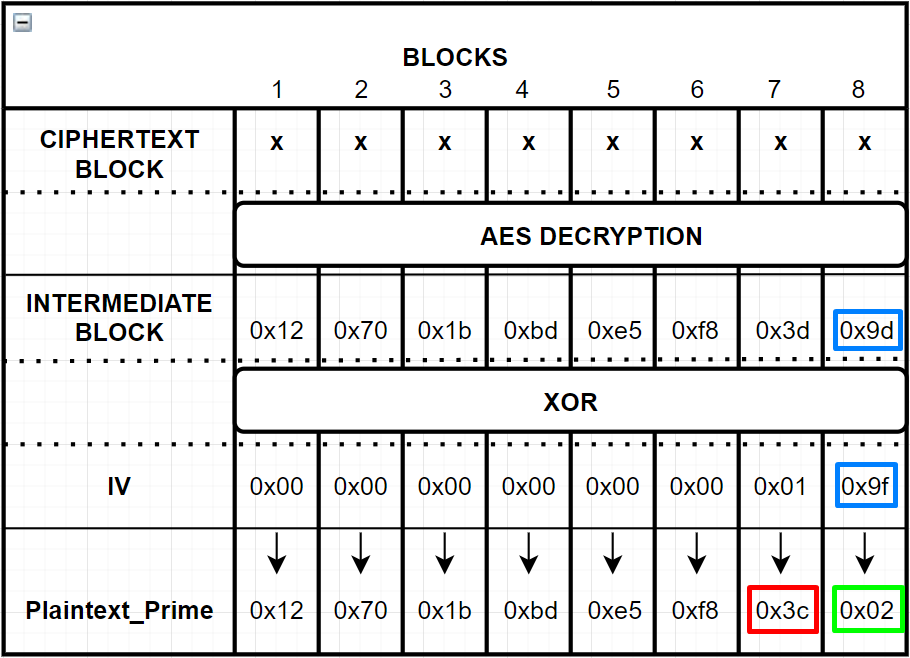 BLOCKS
1 2 3 4 5 6 7 8
CIPHERTEXT x x x x x x x x
BLOCK
AES DECRYPTION
INTERMEDIATE
BLOCK 0x12 0x70 0x1b 0xbd 0xe5 0xf8 0x3d 0x9d
XOR
IV 0x00 0x00 0x00 0x00 0x00 0x00 0x01 0x9f
Plaintext_Prime 0x12 0x70 0x1b 0xbd 0xe5 0xf8 0x3c 0x02